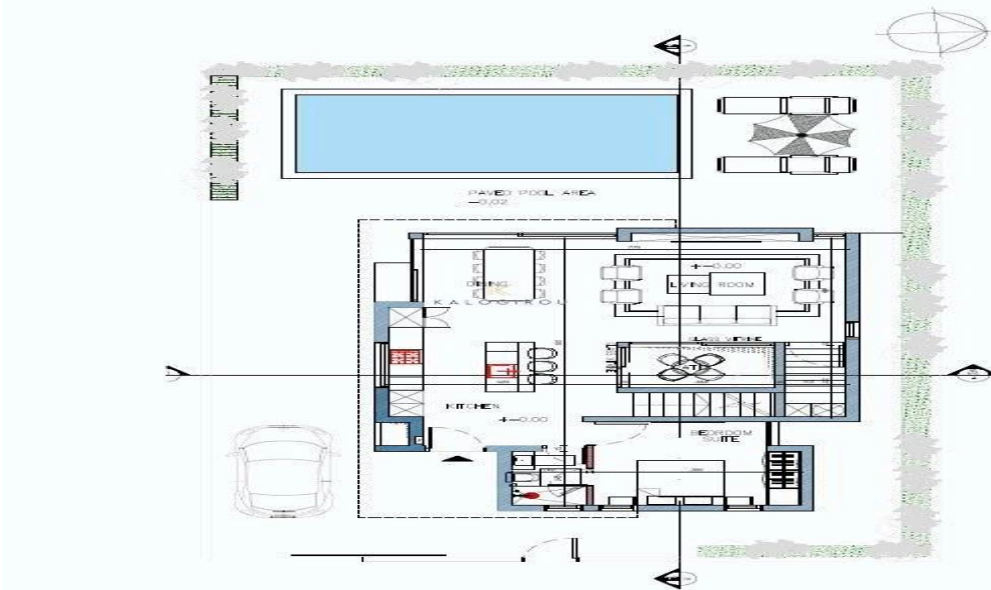 PAVED POOL AREA
-0.02
+-0.00
DINING
LIVING ROOM
KALOGIROU
KITCHEN
+-0.00
BEDROOM
SUITE